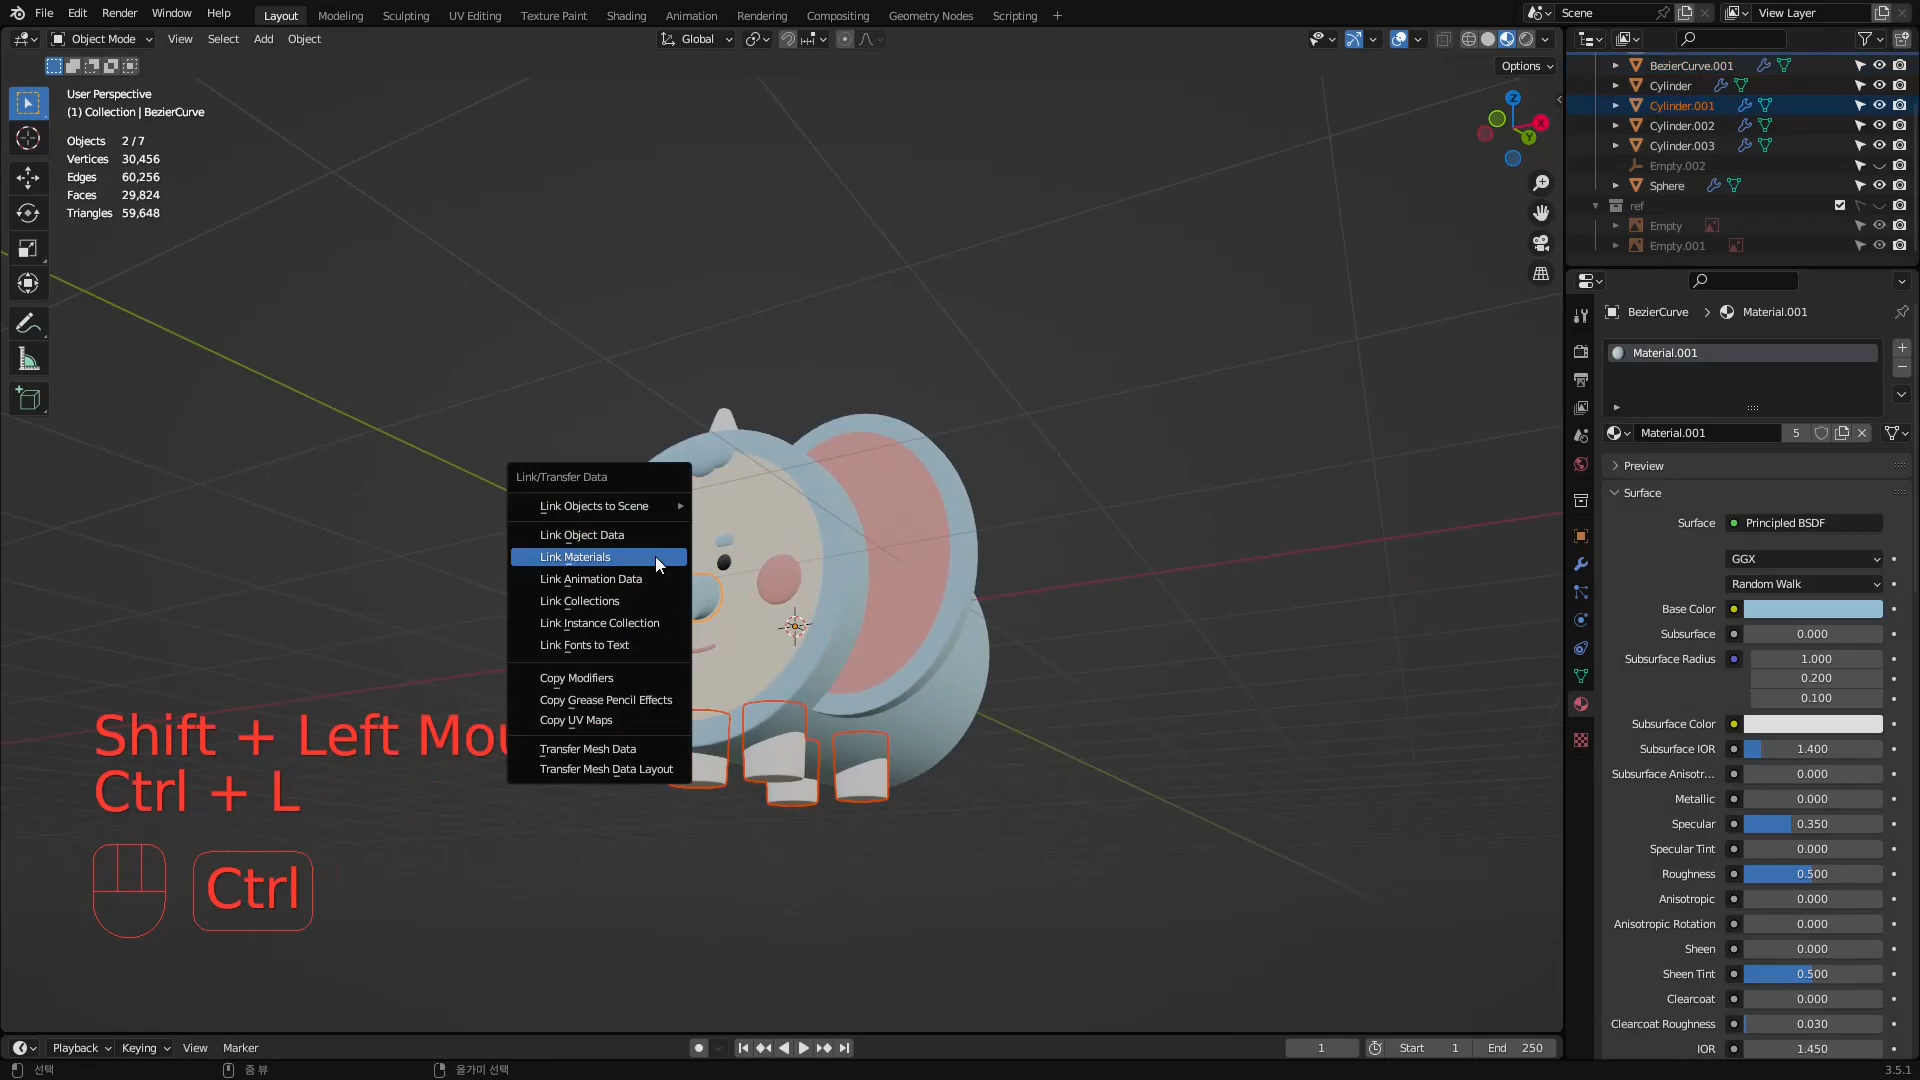 File Edit Render Window Help Layout Modeling Sculpting UV Editing Texture Paint Shading Animation Rendering Compositing Geometry Nodes Scripting + Scene View Layer
Object Mode View Select Add Object Global
Options
User Perspective
(1) Collection | BezierCurve
Objects 2 / 7
Vertices 30,456
Edges 60,256
Faces 29,824
Triangles 59,648
X
Y
Z
Link/Transfer Data
Link Objects to Scene
Link Object Data
Link Materials
Link Animation Data
Link Collections
Link Instance Collection
Link Fonts to Text
Copy Modifiers
Copy Grease Pencil Effects
Copy UV Maps
Transfer Mesh Data
Transfer Mesh Data Layout
Shift + Left Mou
Ctrl + L
Ctrl
BezierCurve.001
Cylinder
Cylinder.001
Cylinder.002
Cylinder.003
Empty.002
Sphere
ref
Empty
Empty.001
BezierCurve Material.001
Material.001
Material.001 5
Preview
Surface
Surface Principled BSDF
GGX
Random Walk
Base Color
Subsurface 0.000
Subsurface Radius 1.000
0.200
0.100
Subsurface Color
Subsurface IOR 1.400
Subsurface Anisotr... 0.000
Metallic 0.000
Specular 0.350
Specular Tint 0.000
Roughness 0.500
Anisotropic 0.000
Anisotropic Rotation 0.000
Sheen 0.000
Sheen Tint 0.500
Clearcoat 0.000
Clearcoat Roughness 0.030
IOR 1.450
Playback Keying View Marker 1 Start 1 End 250
선택 줌 뷰 올가미 선택 3.5.1